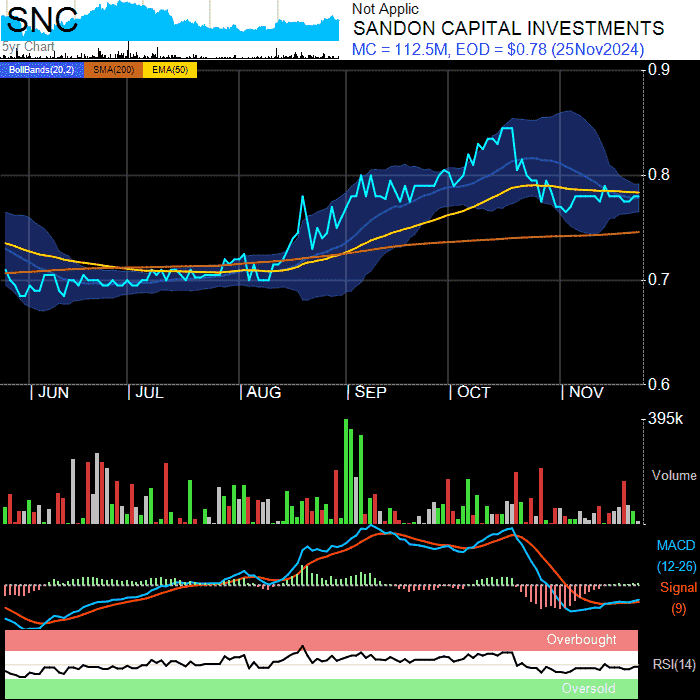 SNC
Not Applic
SANDON CAPITAL INVESTMENTS
5yr Chart
MC = 112.5M, EOD = $0.78 (25Nov2024)
BollBands(20,2) SMA(200) EMA(50)
0.9
0.8
0.7
0.6
JUN JUL AUG SEP OCT NOV
395k
Volume
MACD
(12-26)
Signal
(9)
Overbought
RSI(14)
Oversold